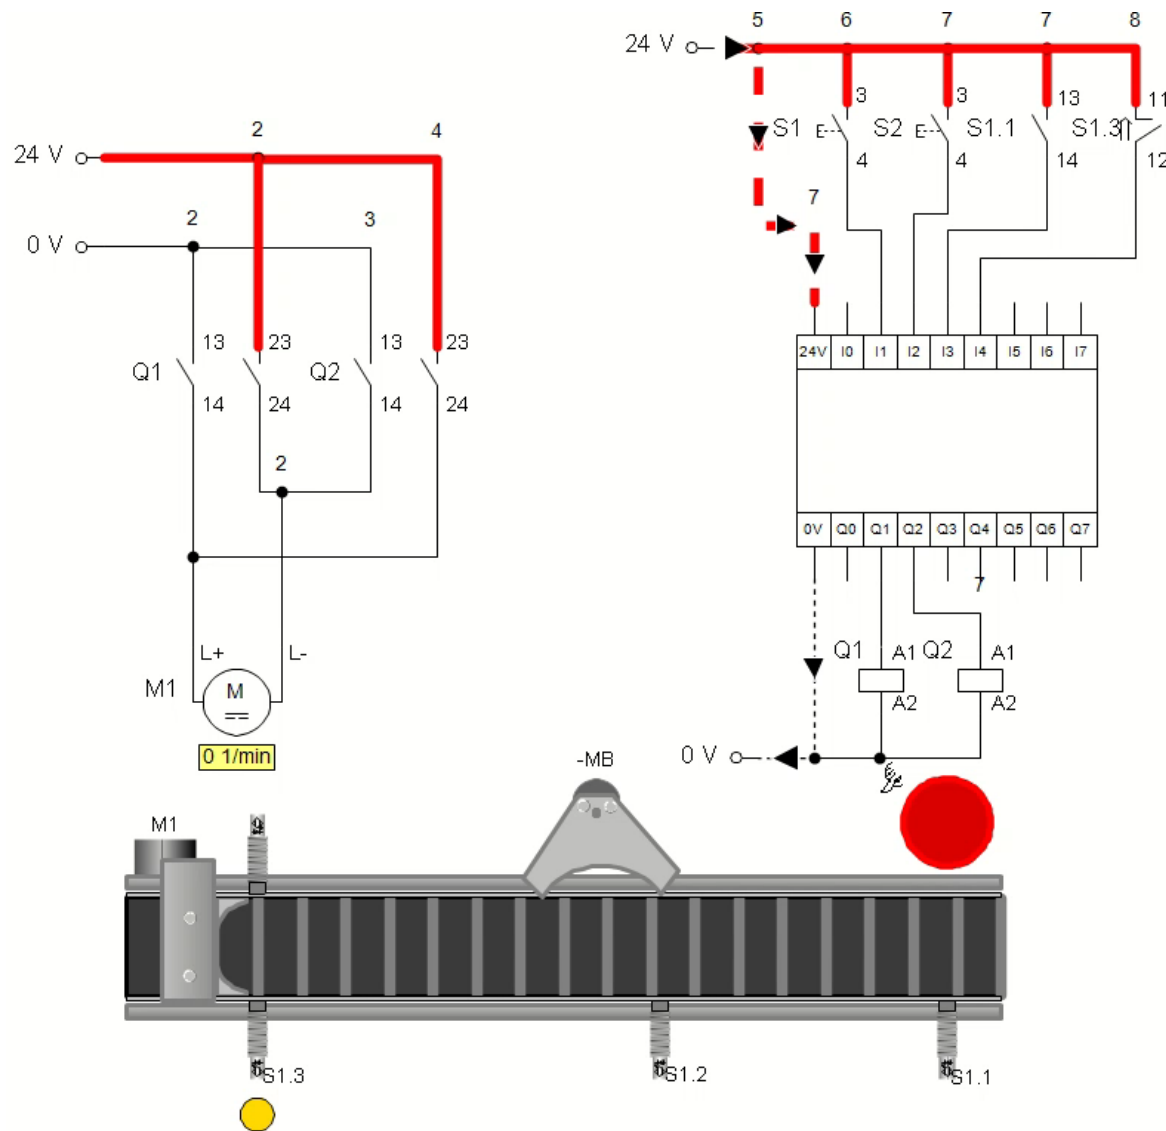 5 6 7 7 8
24 V
3 3 13 11
S1 S2 S1.1 S1.3
4 4 14 12
7
2 4
24 V
2 3
0 V
13 23 13 23
Q1 Q2
14 24 14 24
2
24V I0 I1 I2 I3 I4 I5 I6 I7
0V Q0 Q1 Q2 Q3 Q4 Q5 Q6 Q7
7
L+ L-
M1 M
0 1/min
Q1 A1 Q2 A1
A2 A2
0 V
-MB
M1
S1.3 S1.2 S1.1